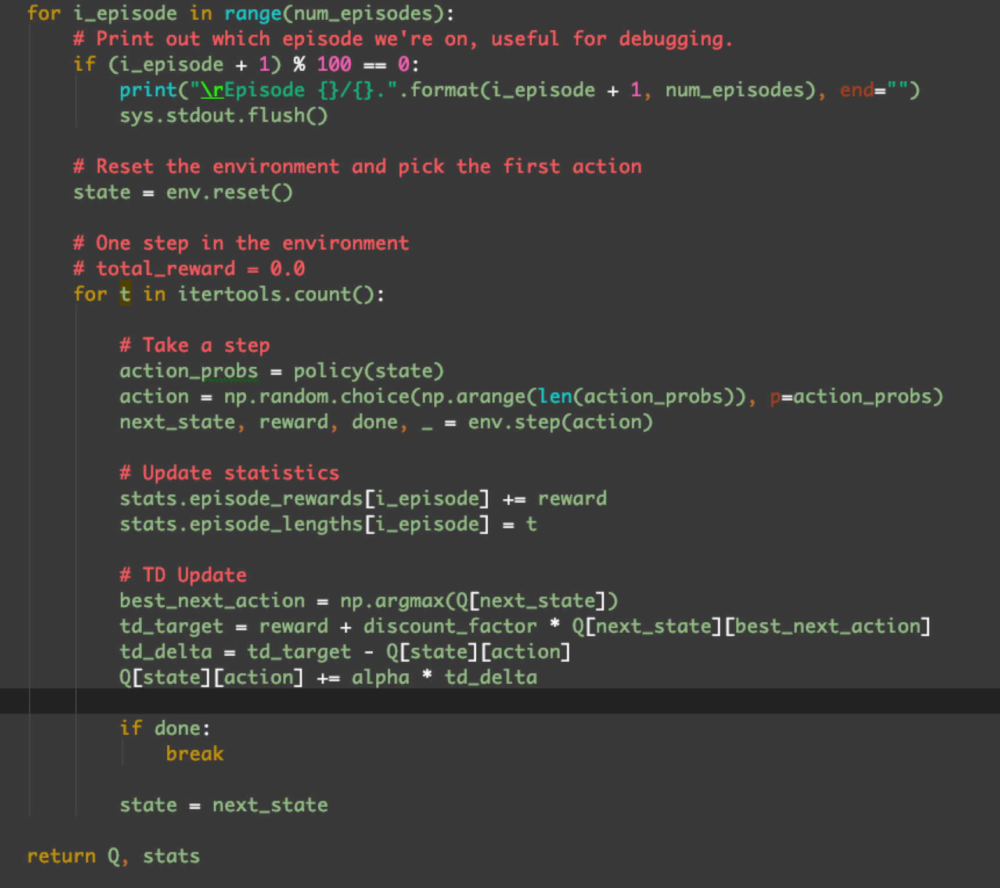 for i_episode in range(num_episodes):
    # Print out which episode we're on, useful for debugging.
    if (i_episode + 1) % 100 == 0:
        print("\rEpisode {}/{}.".format(i_episode + 1, num_episodes), end="")
        sys.stdout.flush()
    # Reset the environment and pick the first action
    state = env.reset()
    # One step in the environment
    # total_reward = 0.0
    for t in itertools.count():
        # Take a step
        action_probs = policy(state)
        action = np.random.choice(np.arange(len(action_probs)), p=action_probs)
        next_state, reward, done, _ = env.step(action)
        # Update statistics
        stats.episode_rewards[i_episode] += reward
        stats.episode_lengths[i_episode] = t
        # TD Update
        best_next_action = np.argmax(Q[next_state])
        td_target = reward + discount_factor * Q[next_state][best_next_action]
        td_delta = td_target - Q[state][action]
        Q[state][action] += alpha * td_delta
        if done:
            break
        state = next_state
return Q, stats